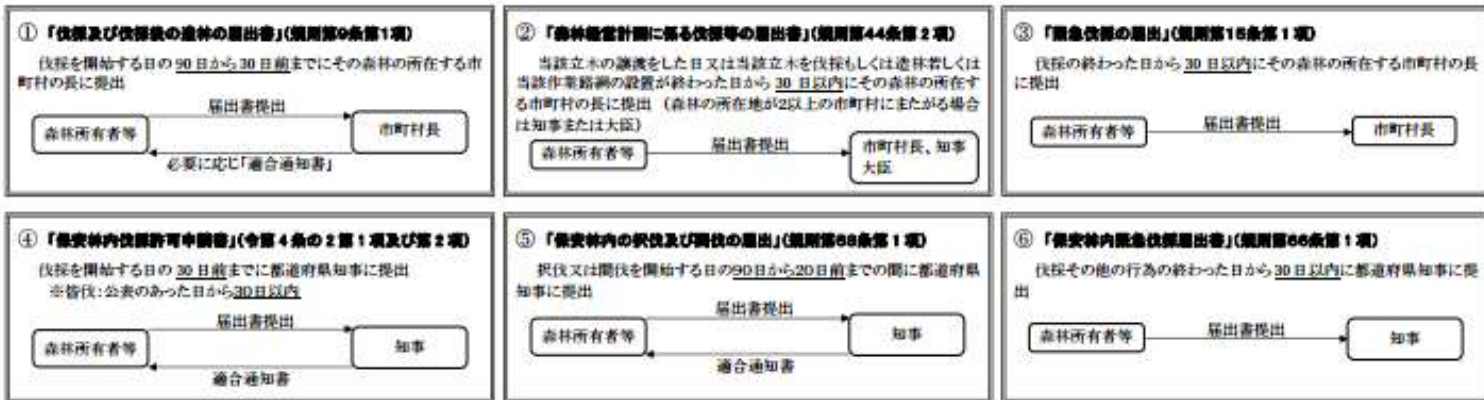 ① 「伐採及び伐採後の造林の届出書」(規則第9条第1項)
伐採を開始する日の 90日から30日前までにその森林の所在する市
町村の長に提出
届出書提出
森林所有者等
市町村長
必要に応じ「適合通知書」
② 「森林経営計画に係る伐採等の届出書」(規則第44条第2項)
当該立木の譲渡をした日又は当該立木を伐採もしくは造林若しくは
当該作業路網の設置が終わった日から 30 日以内にその森林の所在す
る市町村の長に提出 (森林の所在地が2以上の市町村にまたがる場合
は知事または大臣)
森林所有者等
届出書提出
市町村長、知事
大臣
③ 「緊急伐採の届出」(規則第15条第1項)
伐採の終わった日から 30 日以内にその森林の所在する市町村の長
に提出
森林所有者等
届出書提出
市町村長
④ 「保安林内伐採許可申請書」(令第4条の2第1項及び第2項)
伐採を開始する日の 30 日前までに都道府県知事に提出
※皆伐:公表のあった日から30日以内
届出書提出
森林所有者等
知事
適合通知書
⑤ 「保安林内の択伐及び間伐の届出」(規則第68条第1項)
択伐又は間伐を開始する日の90日から20日前までの間に都道府県
知事に提出
届出書提出
森林所有者等
知事
適合通知書
⑥ 「保安林内緊急伐採届出書」(規則第66条第1項)
伐採その他の行為の終わった日から 30日以内に都道府県知事に提
出
森林所有者等
届出書提出
知事